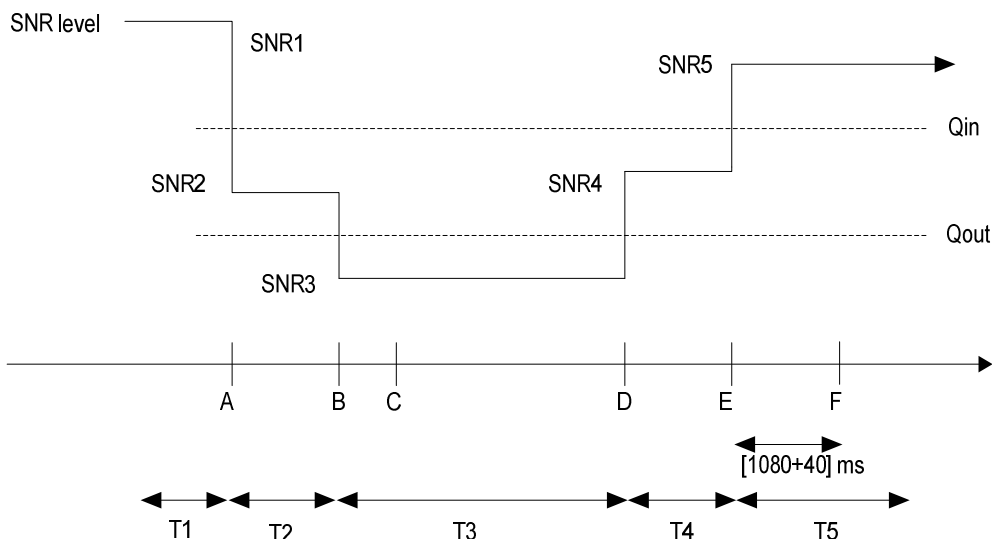 SNR level
SNR1
SNR5
Qin
SNR2
SNR4
Qout
SNR3
A
B
C
D
E
F
[1080+40] ms
T1
T2
T3
T4
T5